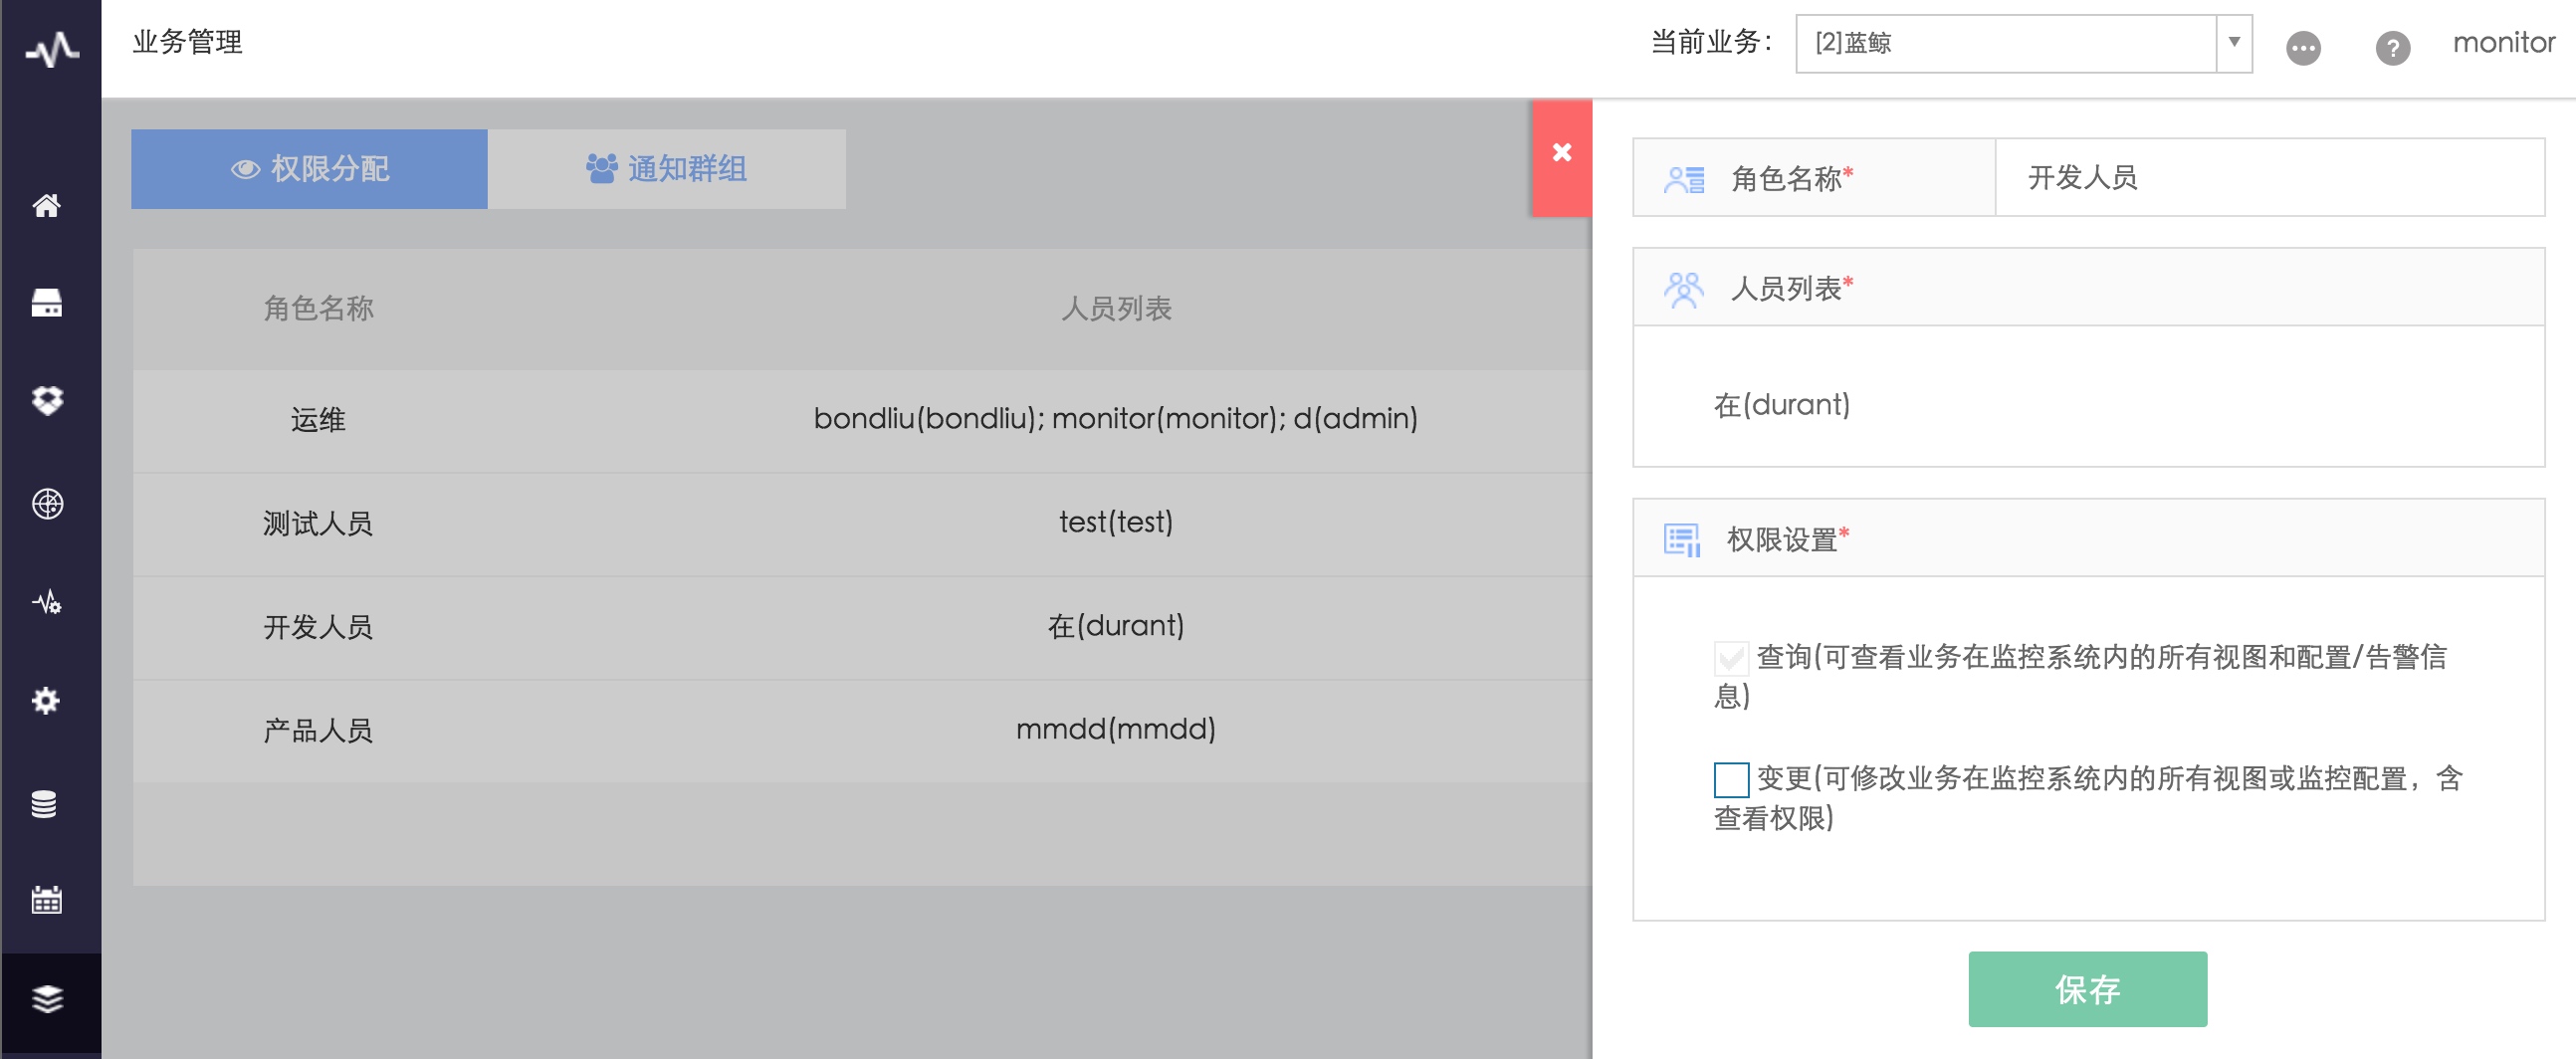 业务管理
当前业务：
[2]蓝鲸
monitor
权限分配
通知群组
角色名称 人员列表
运维 bondliu(bondliu); monitor(monitor); d(admin)
测试人员 test(test)
开发人员 在(durant)
产品人员 mmdd(mmdd)
角色名称* 开发人员
人员列表*
在(durant)
权限设置*
查询(可查看业务在监控系统内的所有视图和配置/告警信
息)
变更(可修改业务在监控系统内的所有视图或监控配置，含
查看权限)
保存